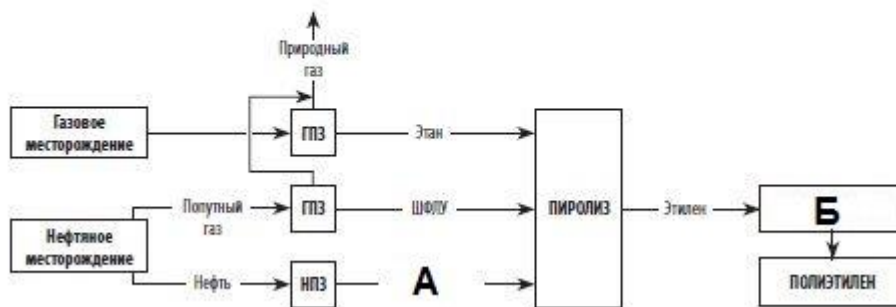 Природный
газ
Газовое
месторождение
ГПЗ
Этан
Попутный
газ
ГПЗ
ШФЛУ
ПИРОЛИЗ
Этилен
Б
Нефтяное
месторождение
Нефть
НПЗ
А
ПОЛИЭТИЛЕН